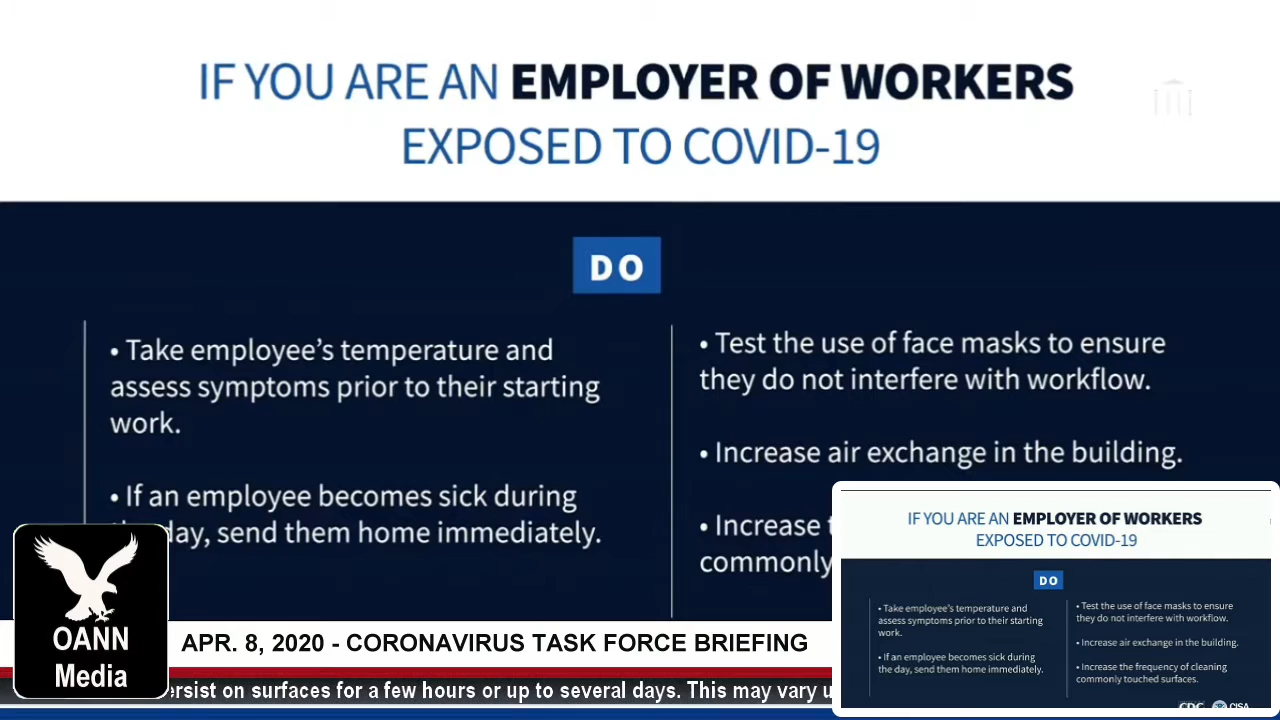 IF YOU ARE AN EMPLOYER OF WORKERS
EXPOSED TO COVID-19
DO
• Take employee's temperature and
assess symptoms prior to their starting
work.
• If an employee becomes sick during
day, send them home immediately.
• Test the use of face masks to ensure
they do not interfere with workflow.
• Increase air exchange in the building.
• Increase
commonly
IF YOU ARE AN EMPLOYER OF WORKERS
EXPOSED TO COVID-19
DO
• Take employee's temperature and
assess symptoms prior to their starting
work.
• If an employee becomes sick during
the day, send them home immediately.
• Test the use of face masks to ensure
they do not interfere with workflow.
• Increase air exchange in the building.
• Increase the frequency of cleaning
commonly touched surfaces.
CDC CISA
OANN
Media
APR. 8, 2020 - CORONAVIRUS TASK FORCE BRIEFING
ersist on surfaces for a few hours or up to several days. This may vary u